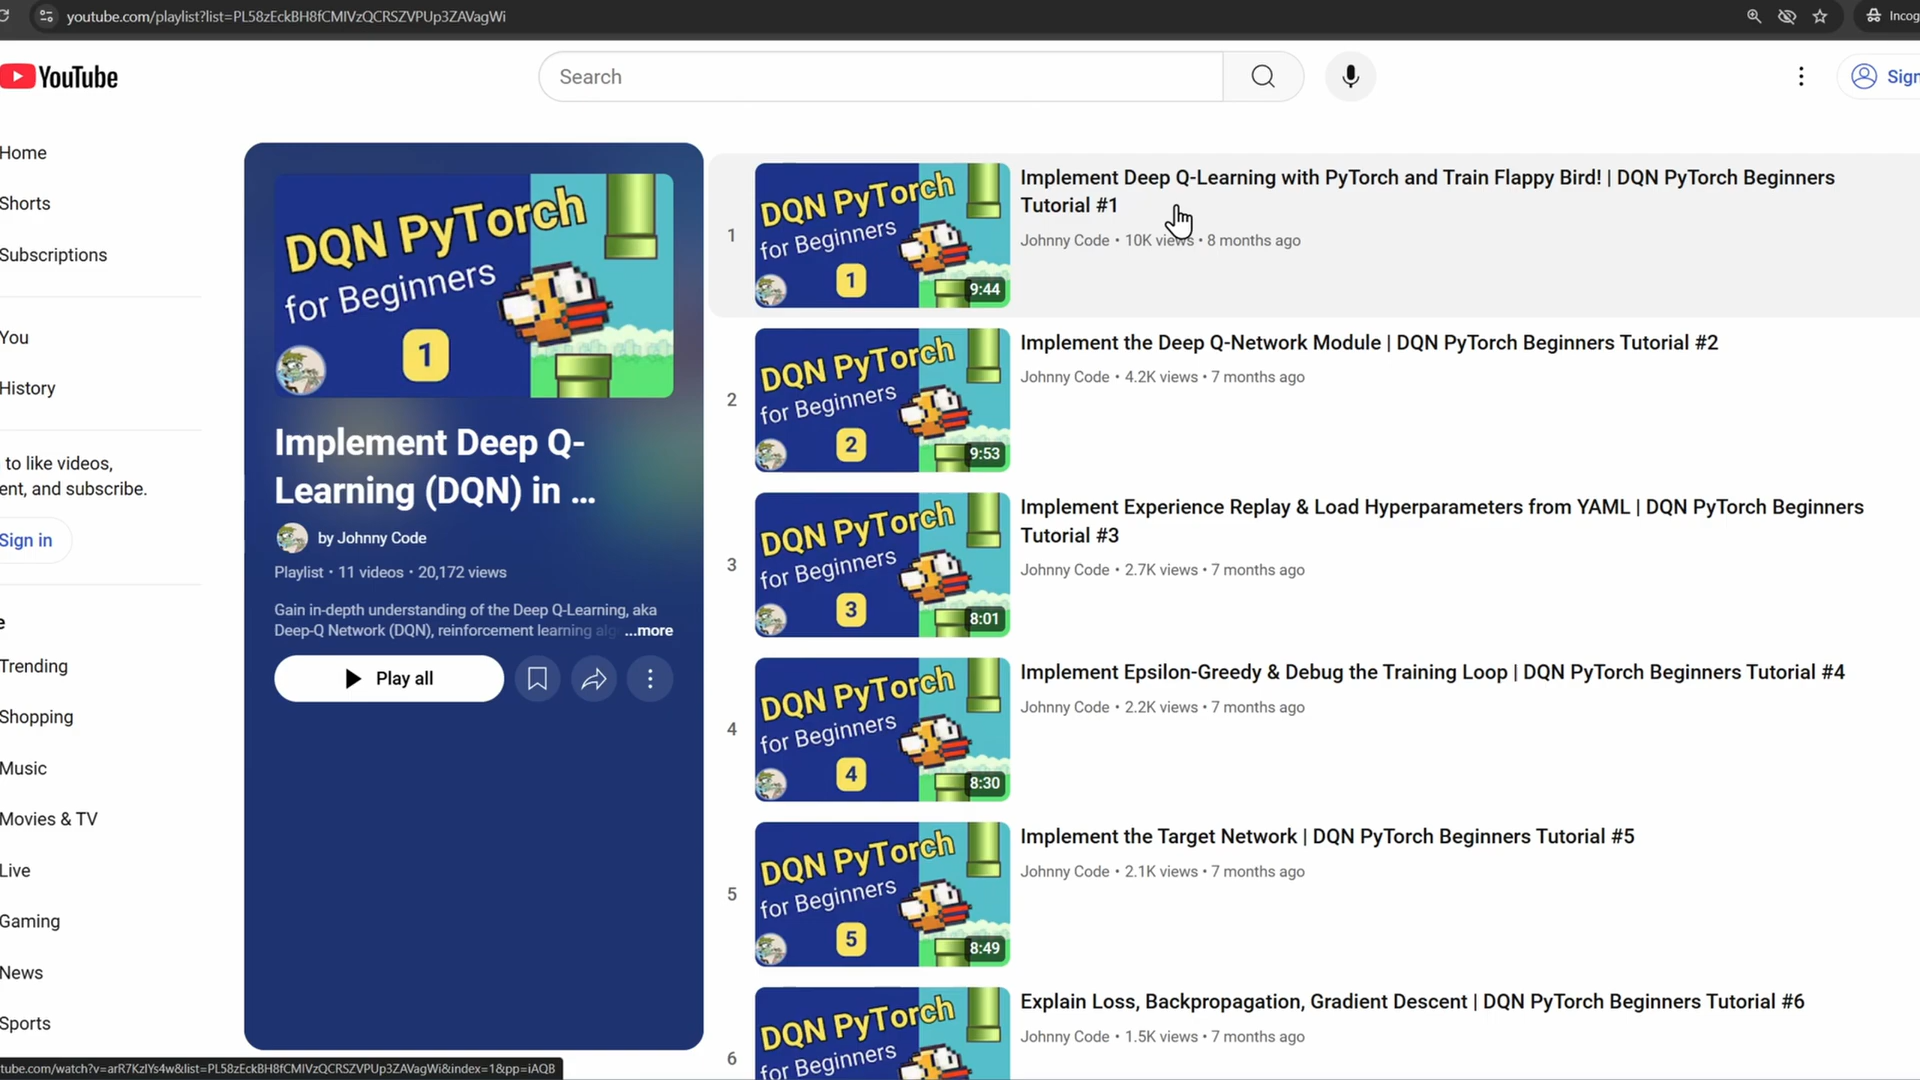 youtube.com/playlist?list=PL58zEckBH8fCMIVzQCRSZVPUp3ZAVagWi
Incog
YouTube
Search
Sign
Home
Shorts
Subscriptions
You
History
to like videos,
ent, and subscribe.
Sign in
e
Trending
Shopping
Music
Movies & TV
Live
Gaming
News
Sports
DQN PyTorch
for Beginners
1
Implement Deep Q-
Learning (DQN) in ...
by Johnny Code
Playlist • 11 videos • 20,172 views
Gain in-depth understanding of the Deep Q-Learning, aka
Deep-Q Network (DQN), reinforcement learning alg ...more
Play all
1
DQN PyTorch
for Beginners
1
9:44
Implement Deep Q-Learning with PyTorch and Train Flappy Bird! | DQN PyTorch Beginners
Tutorial #1
Johnny Code • 10K views • 8 months ago
2
DQN PyTorch
for Beginners
2
9:53
Implement the Deep Q-Network Module | DQN PyTorch Beginners Tutorial #2
Johnny Code • 4.2K views • 7 months ago
3
DQN PyTorch
for Beginners
3
8:01
Implement Experience Replay & Load Hyperparameters from YAML | DQN PyTorch Beginners
Tutorial #3
Johnny Code • 2.7K views • 7 months ago
4
DQN PyTorch
for Beginners
4
8:30
Implement Epsilon-Greedy & Debug the Training Loop | DQN PyTorch Beginners Tutorial #4
Johnny Code • 2.2K views • 7 months ago
5
DQN PyTorch
for Beginners
5
8:49
Implement the Target Network | DQN PyTorch Beginners Tutorial #5
Johnny Code • 2.1K views • 7 months ago
6
DQN PyTorch
for Beginners
Explain Loss, Backpropagation, Gradient Descent | DQN PyTorch Beginners Tutorial #6
Johnny Code • 1.5K views • 7 months ago
tube.com/watch?v=arR7KzlYs4w&list=PL58zEckBH8fCMIVzQCRSZVPUp3ZAVagWi&index=1&pp=iAQB